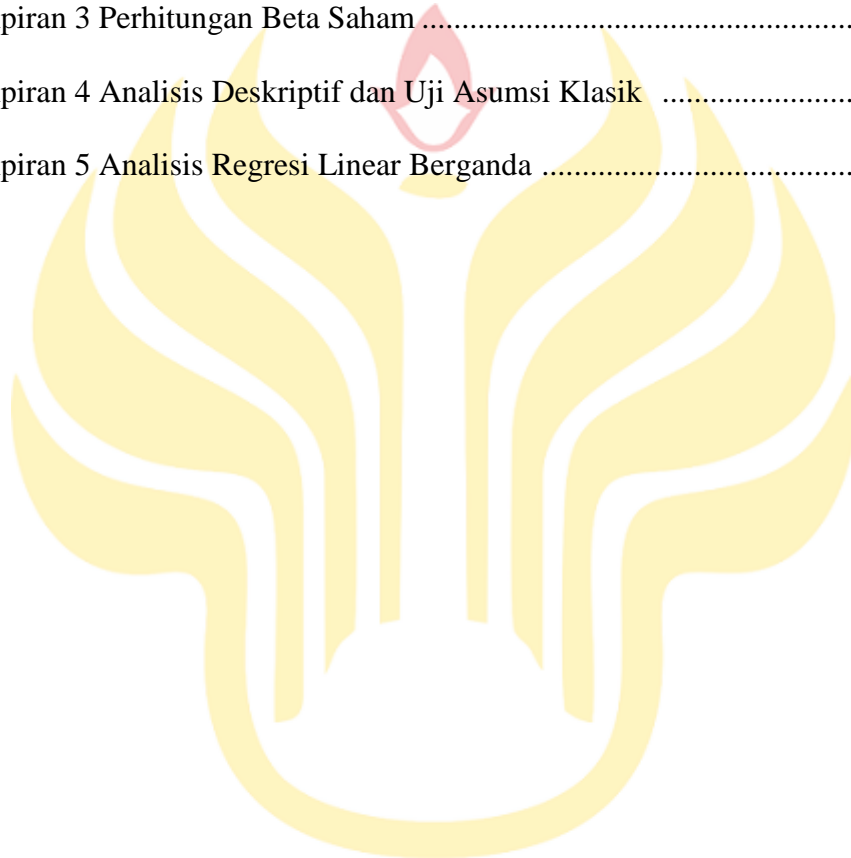 piran 3 Perhitungan Beta Saham ......................................................
piran 4 Analisis Deskriptif dan Uji Asumsi Klasik ........................
piran 5 Analisis Regresi Linear Berganda .......................................